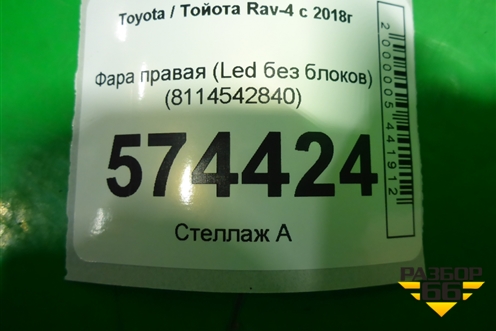 Toyota / Тойота Rav-4 с 2018г
Фара правая (Led без блоков)
(8114542840)
574424
Стеллаж А
2000005441912
РАЗБОР
66